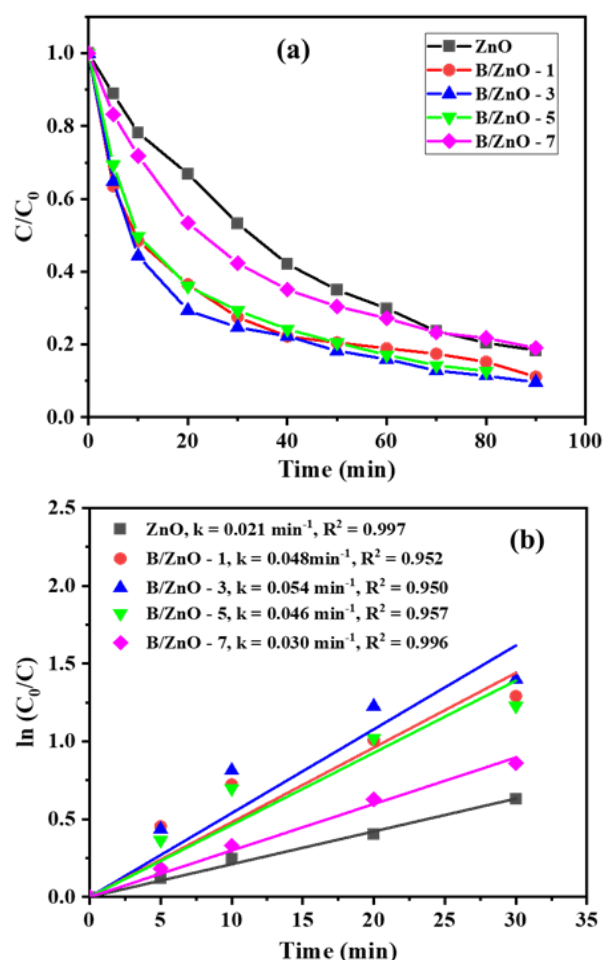 (a)
ZnO
B/ZnO - 1
B/ZnO - 3
B/ZnO - 5
B/ZnO - 7
1.0
0.8
0.6
0.4
0.2
0.0
C/C₀
0 20 40 60 80 100
Time (min)
(b)
ZnO, k = 0.021 min⁻¹, R² = 0.997
B/ZnO - 1, k = 0.048min⁻¹, R² = 0.952
B/ZnO - 3, k = 0.054 min⁻¹, R² = 0.950
B/ZnO - 5, k = 0.046 min⁻¹, R² = 0.957
B/ZnO - 7, k = 0.030 min⁻¹, R² = 0.996
2.5
2.0
1.5
1.0
0.5
0.0
ln (C₀/C)
0 5 10 15 20 25 30 35
Time (min)